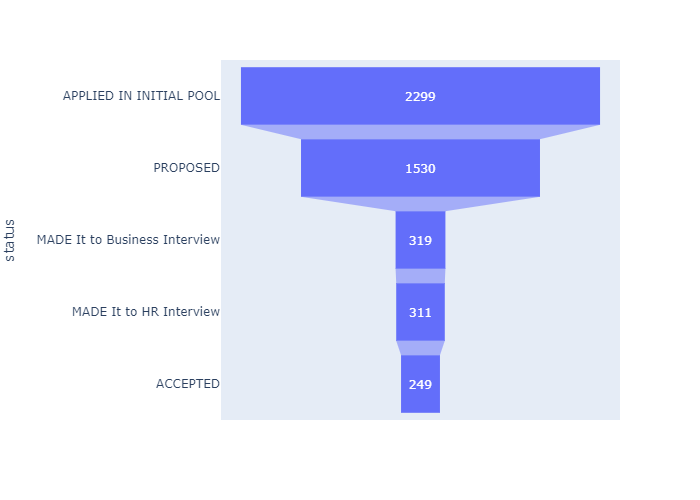 status
APPLIED IN INITIAL POOL 2299
PROPOSED 1530
MADE It to Business Interview 319
MADE It to HR Interview 311
ACCEPTED 249